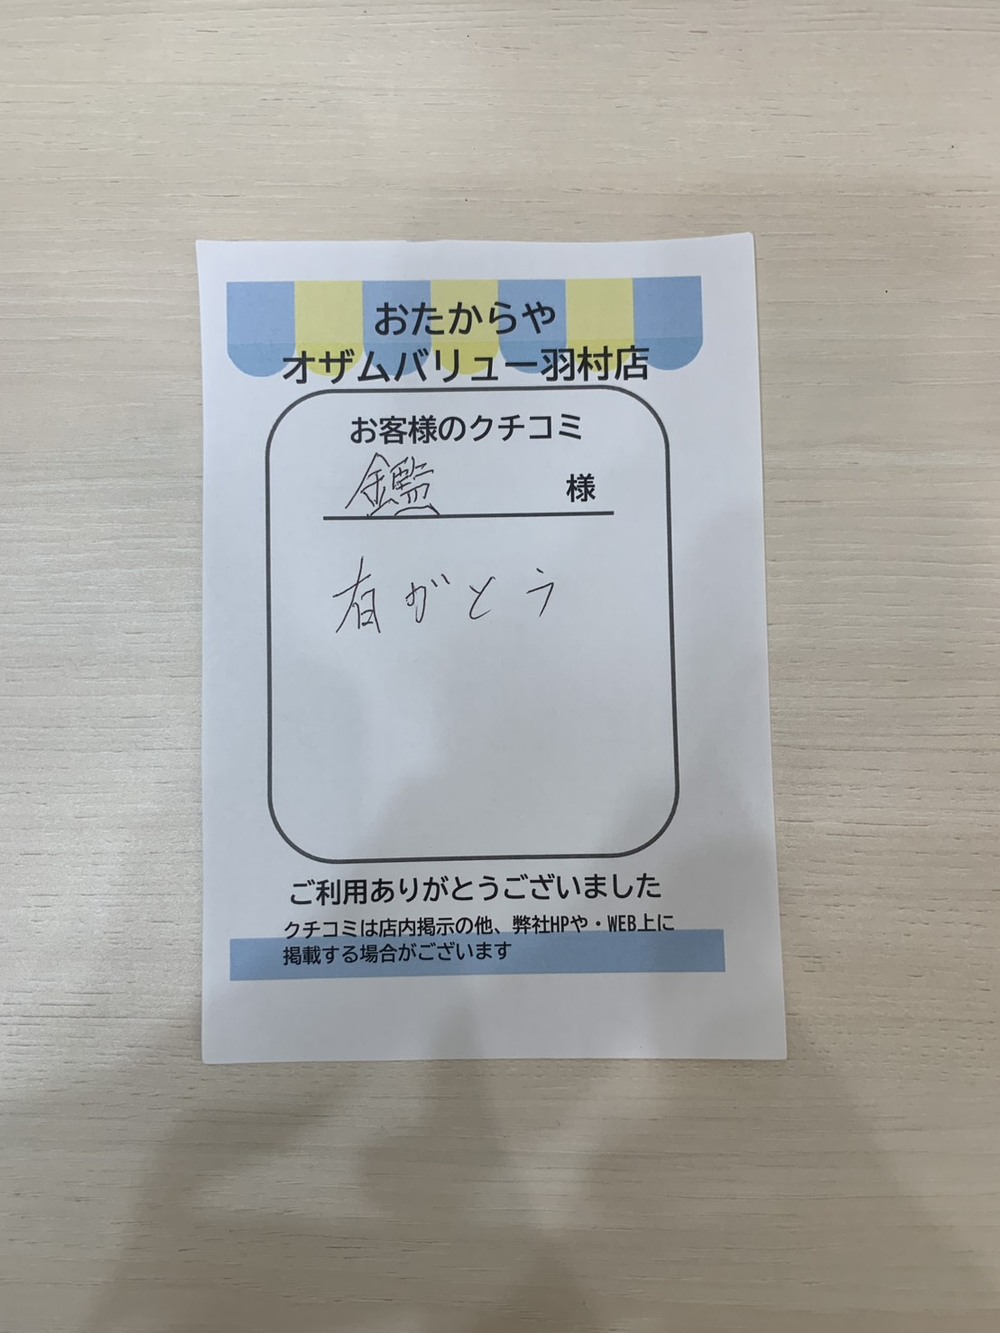 おたからや
オザムバリュー羽村店
お客様のクチコミ
鑑 様
有がとう
ご利用ありがとうございました
クチコミは店内掲示の他、弊社HPや・WEB上に
掲載する場合がございます